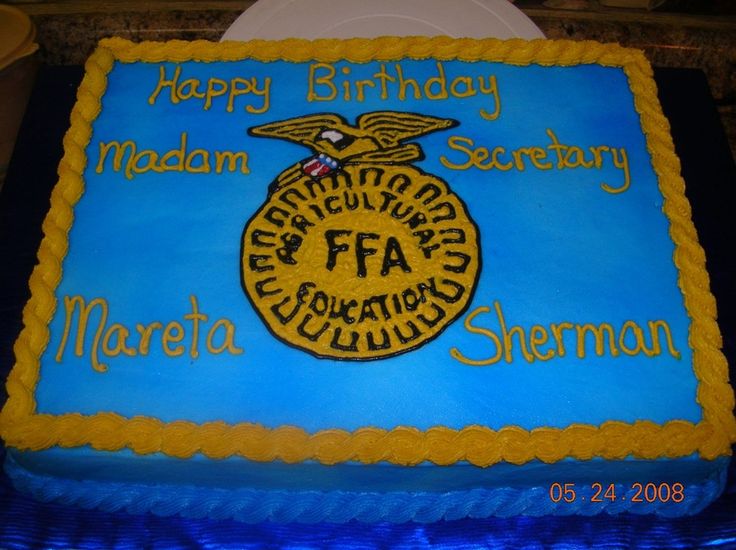 Happy Birthday
Madam Secretary
AGRICULTURAL
FFA
EDUCATION
Mareta Sherman
05.24.2008